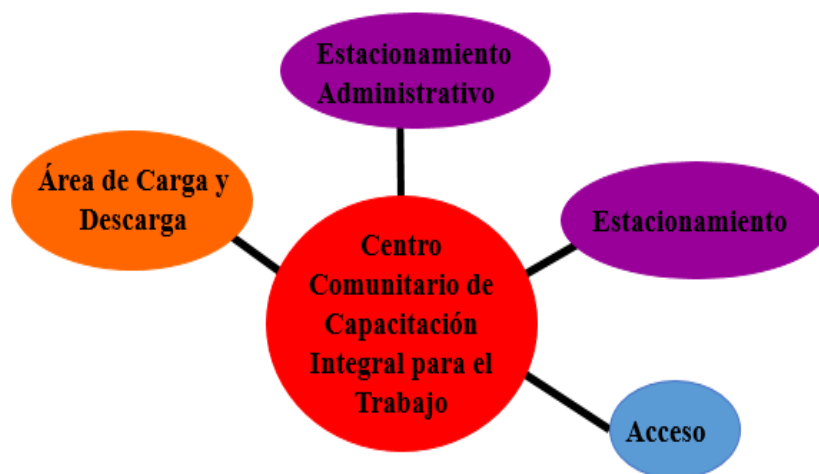 Estacionamiento
Administrativo
Área de Carga y
Descarga
Estacionamiento
Centro
Comunitario de
Capacitación
Integral para el
Trabajo
Acceso